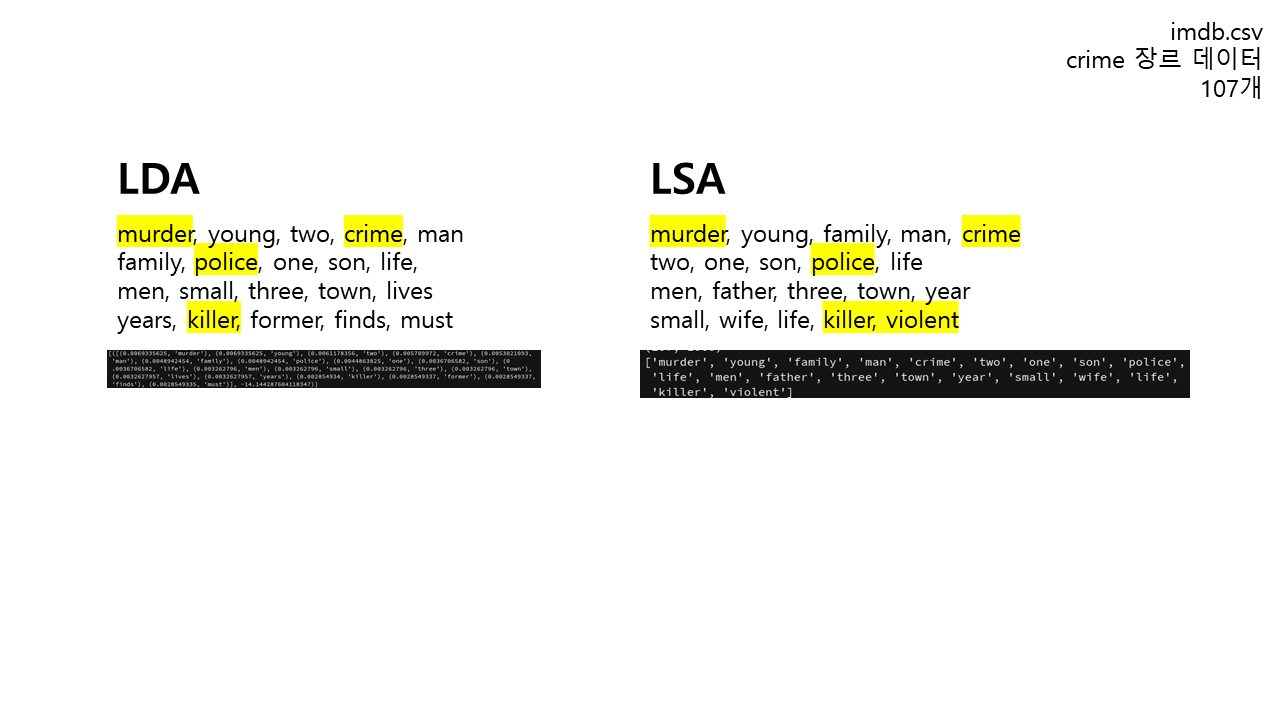 imdb.csv
crime 장르 데이터
107개
LDA
murder, young, two, crime, man
family, police, one, son, life,
men, small, three, town, lives
years, killer, former, finds, must
[([(0.0069335625, 'murder'), (0.0069335625, 'young'), (0.0061178356, 'two'), (0.005709972, 'crime'), (0.0053021093,
'man'), (0.0048942454, 'family'), (0.0048942454, 'police'), (0.0044863825, 'one'), (0.0036706582, 'son'), (0
.0036706582, 'life'), (0.003262796, 'men'), (0.003262796, 'small'), (0.003262796, 'three'), (0.003262796, 'town'),
(0.0032627957, 'lives'), (0.0032627957, 'years'), (0.002854934, 'killer'), (0.0028549337, 'former'), (0.0028549337,
'finds'), (0.0028549335, 'must')], -14.144287604118347)]
LSA
murder, young, family, man, crime
two, one, son, police, life
men, father, three, town, year
small, wife, life, killer, violent
['murder', 'young', 'family', 'man', 'crime', 'two', 'one', 'son', 'police',
'life', 'men', 'father', 'three', 'town', 'year', 'small', 'wife', 'life',
'killer', 'violent']